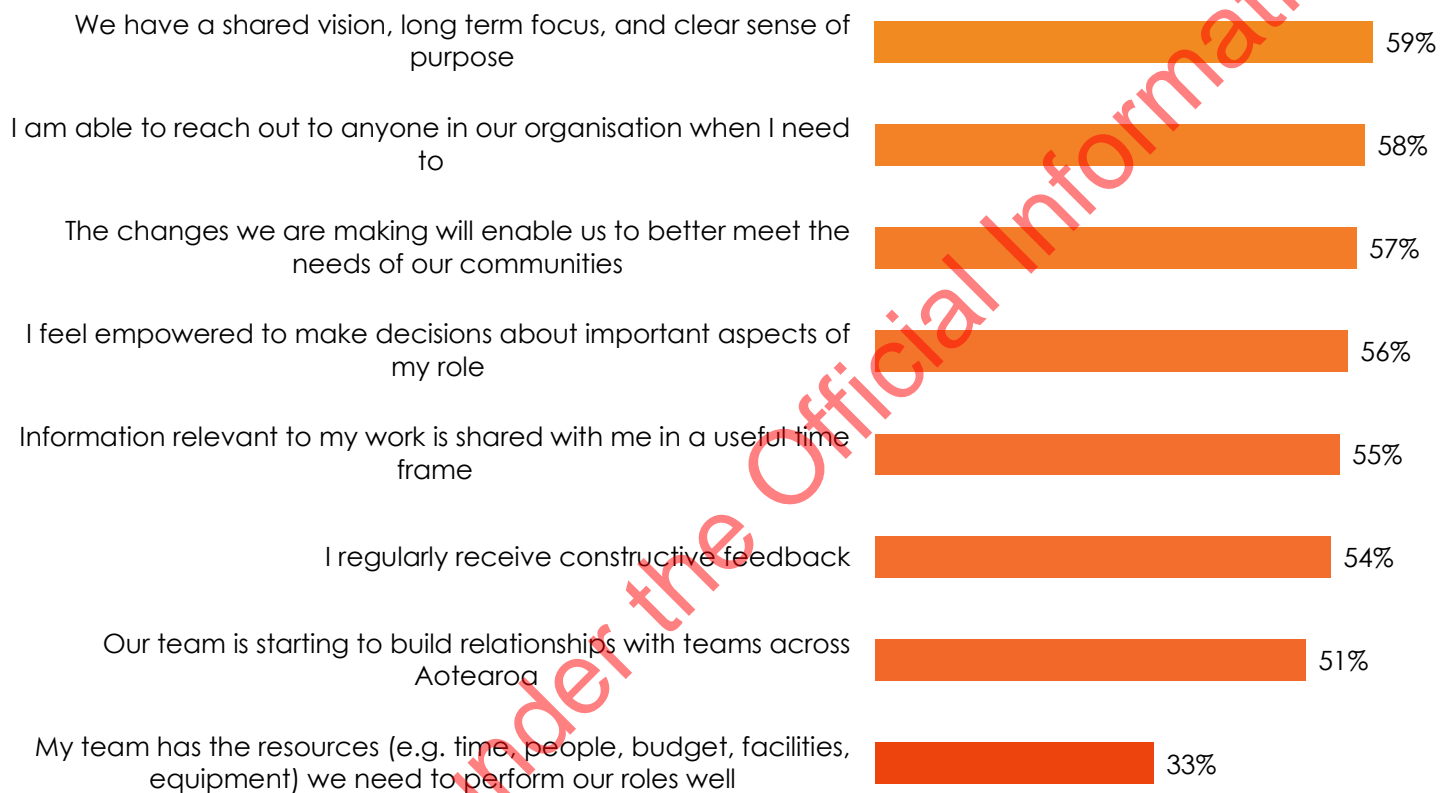 We have a shared vision, long term focus, and clear sense of
purpose
59%
I am able to reach out to anyone in our organisation when I need
to
58%
The changes we are making will enable us to better meet the
needs of our communities
57%
I feel empowered to make decisions about important aspects of
my role
56%
Information relevant to my work is shared with me in a useful time
frame
55%
I regularly receive constructive feedback
54%
Our team is starting to build relationships with teams across
Aotearoa
51%
My team has the resources (e.g. time, people, budget, facilities,
equipment) we need to perform our roles well
33%
the Official